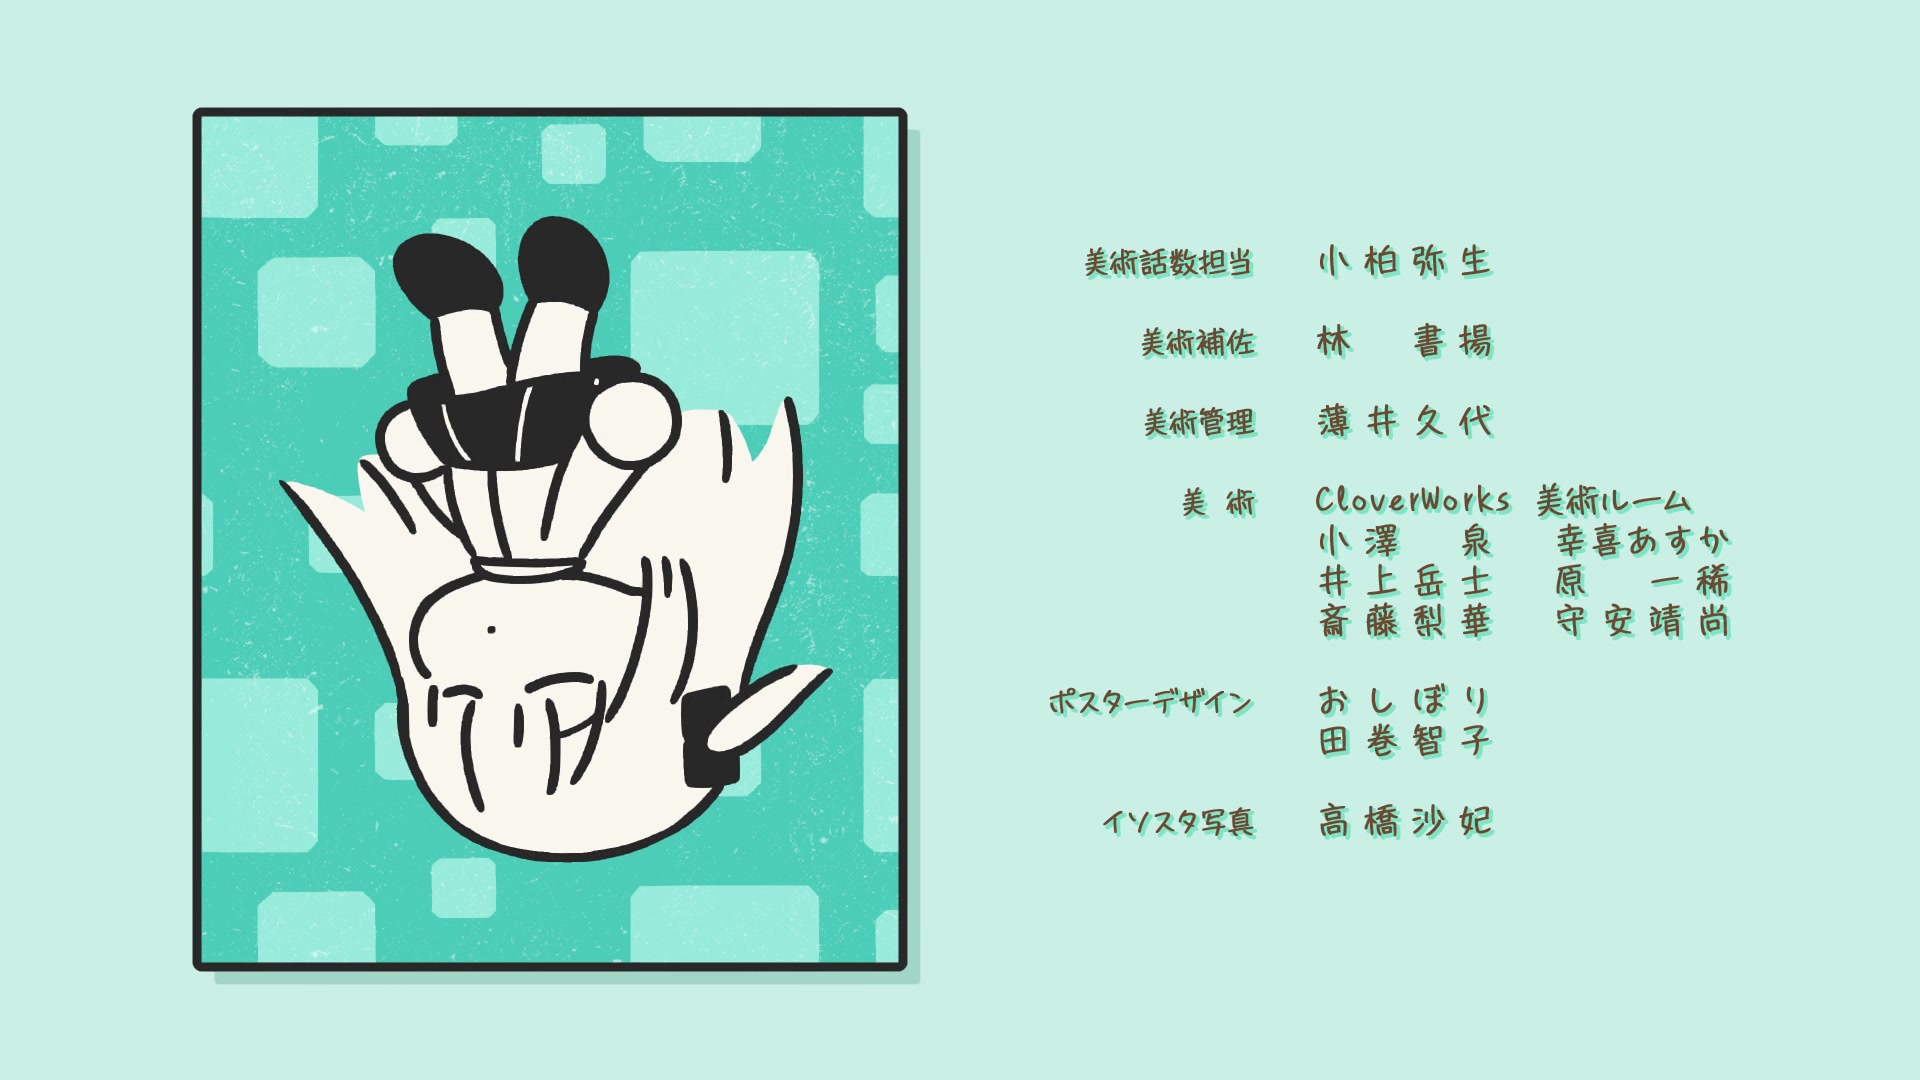 美術話数担当 小柏弥生
美術補佐 林 書揚
美術管理 薄井久代
美術 CloverWorks 美術ルーム
小澤 泉 幸喜あすか
井上岳士 原 一稀
斎藤梨華 守安靖尚
ポスターデザイン おしぼり
田巻智子
イソスタ写真 高橋沙妃